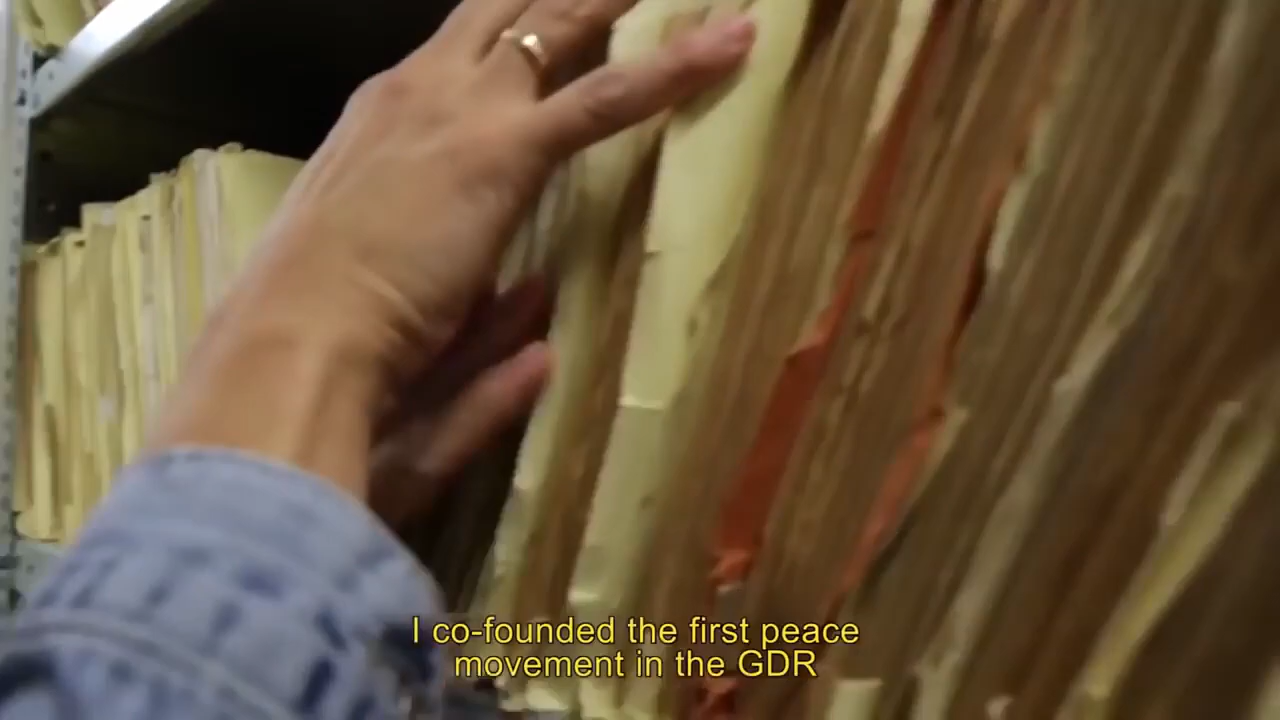 I co-founded the first peace
movement in the GDR